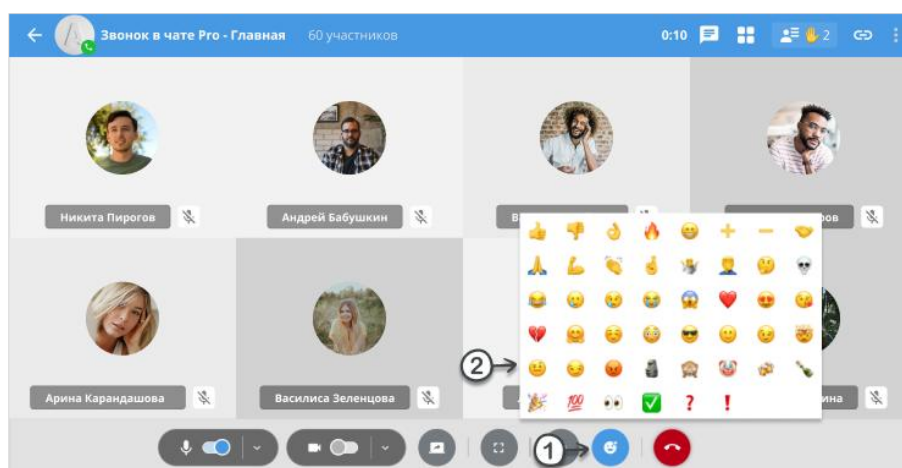 Звонок в чате Pro - Главная 60 участников 0:10 2
Никита Пирогов
Андрей Бабушкин
Арина Карандашова
Василиса Зеленцова
2
1